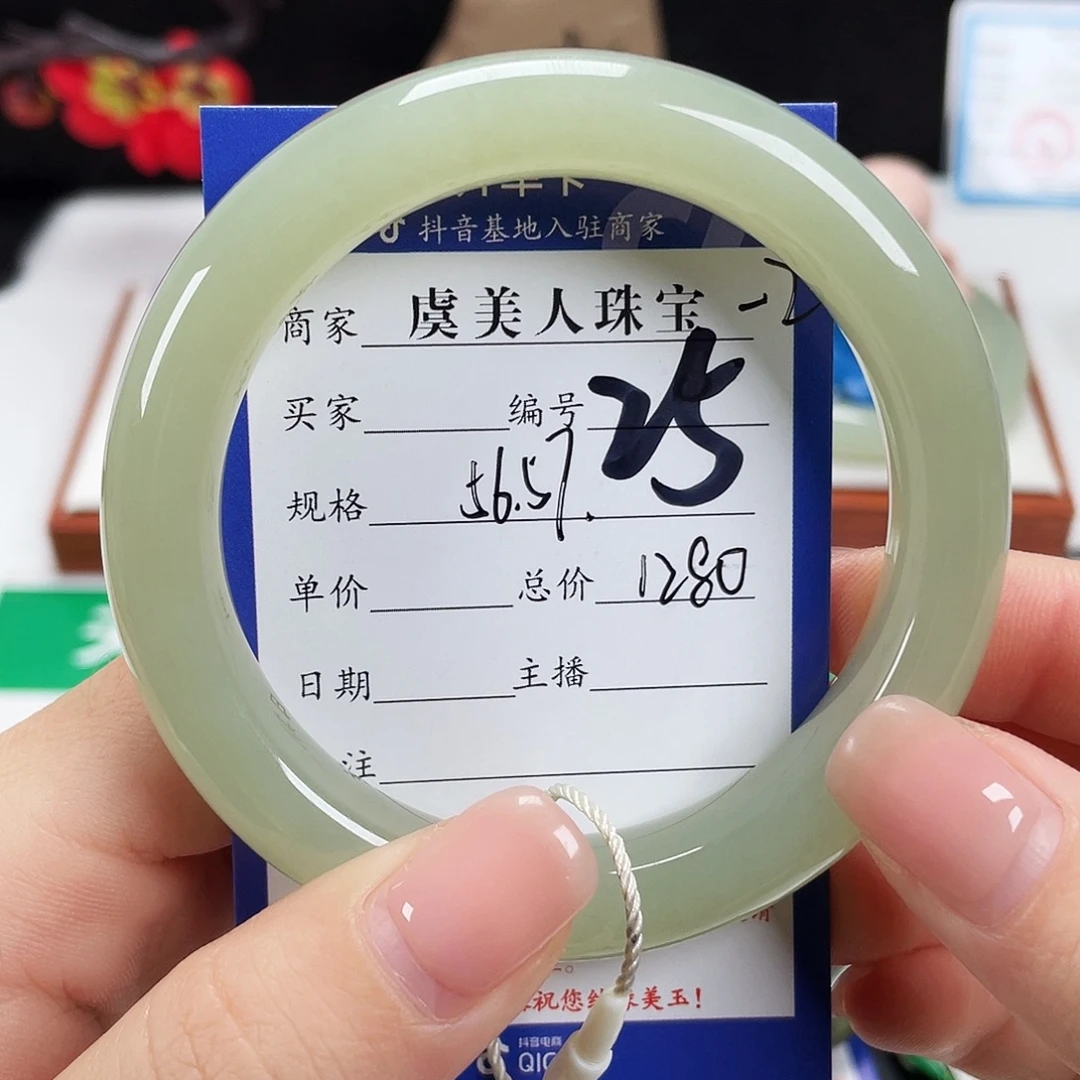 抖音基地入驻商家
商家 虞美人珠宝
买家 编号 25
规格 56.5
单价 总价 1280
日期 主播
注
祝您 美玉!
抖音电商